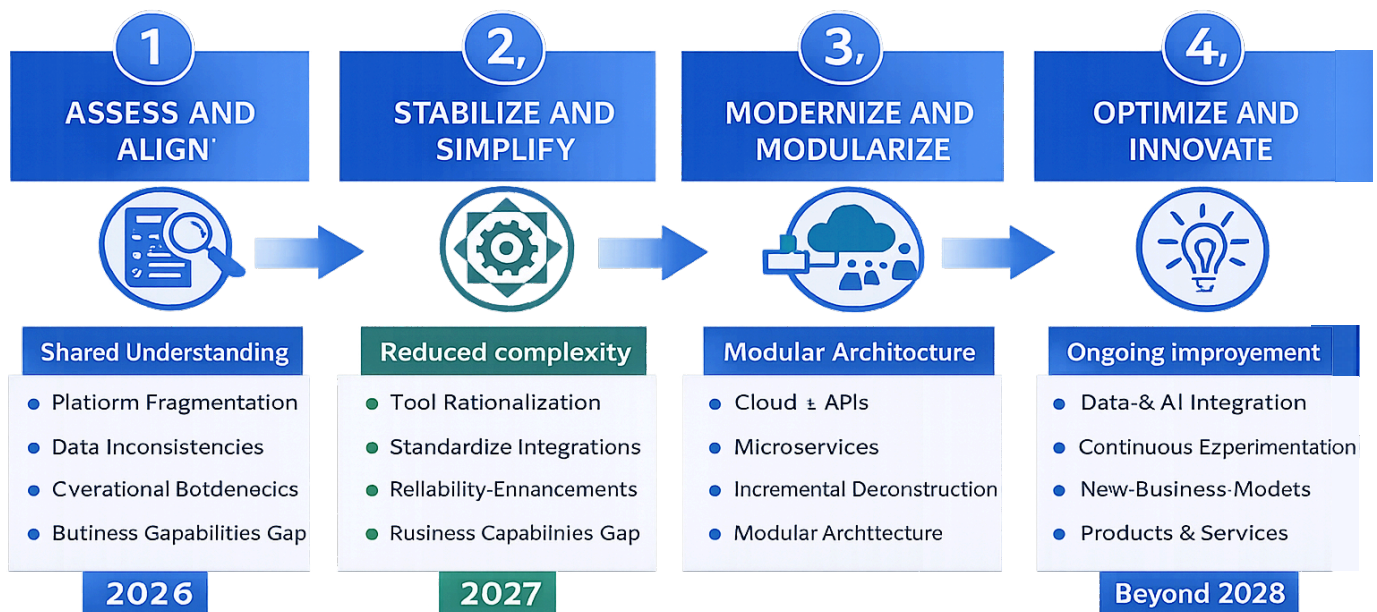 1
ASSESS AND
ALIGN'
2,
STABILIZE AND
SIMPLIFY
3,
MODERNIZE AND
MODULARIZE
4,
OPTIMIZE AND
INNOVATE
Shared Understanding
• Platiorm Fragmentation
• Data Inconsistencies
• Cverational Botdenecics
• Butiness Gapabilities Gap
2026
Reduced complexity
• Tool Rationalization
• Standardize Integrations
• Rellability-Ennancements
• Rusiness Capabilnies Gap
2027
Modular Architocture
• Cloud ± APIs
• Microservices
• Incremental Deconstruction
• Modular Archttecture
Ongoing improyement
• Data-& AI Integration
• Continuous Ezperimentation
• New-Business-Modets
• Products & Services
Beyond 2028